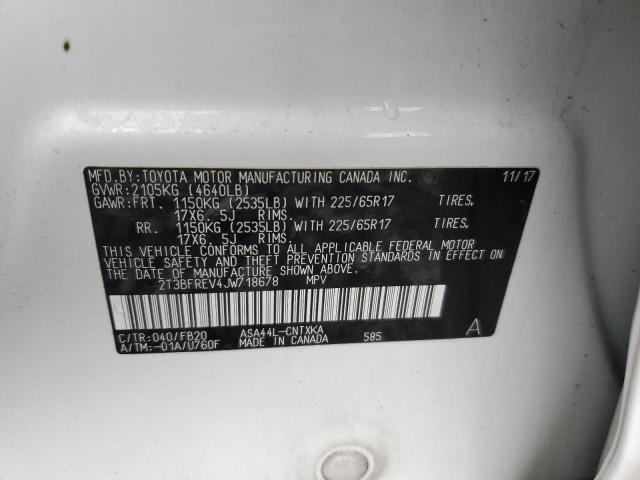 MFD.BY:TOYOTA MOTOR MANUFACTURING CANADA INC. 11/17
GVWR:2105KG (4640LB)
GAWR:FRT. 1150KG (2535LB) WITH 225/65R17 TIRES,
17X6. 5J RIMS.
RR. 1150KG (2535LB) WITH 225/65R17 TIRES,
17X6. 5J RIMS.
THIS VEHICLE CONFORMS TO ALL APPLICABLE FEDERAL MOTOR
VEHICLE SAFETY AND THEFT PREVENTION STANDARDS IN EFFECT
ON THE DATE OF MANUFACTURE SHOWN ABOVE.
2T3BFREV4JW718678 MPV
C/TR:040/FB20 ASA44L-CNTXKA A
A/TM:-01A/U760F MADE IN CANADA 585